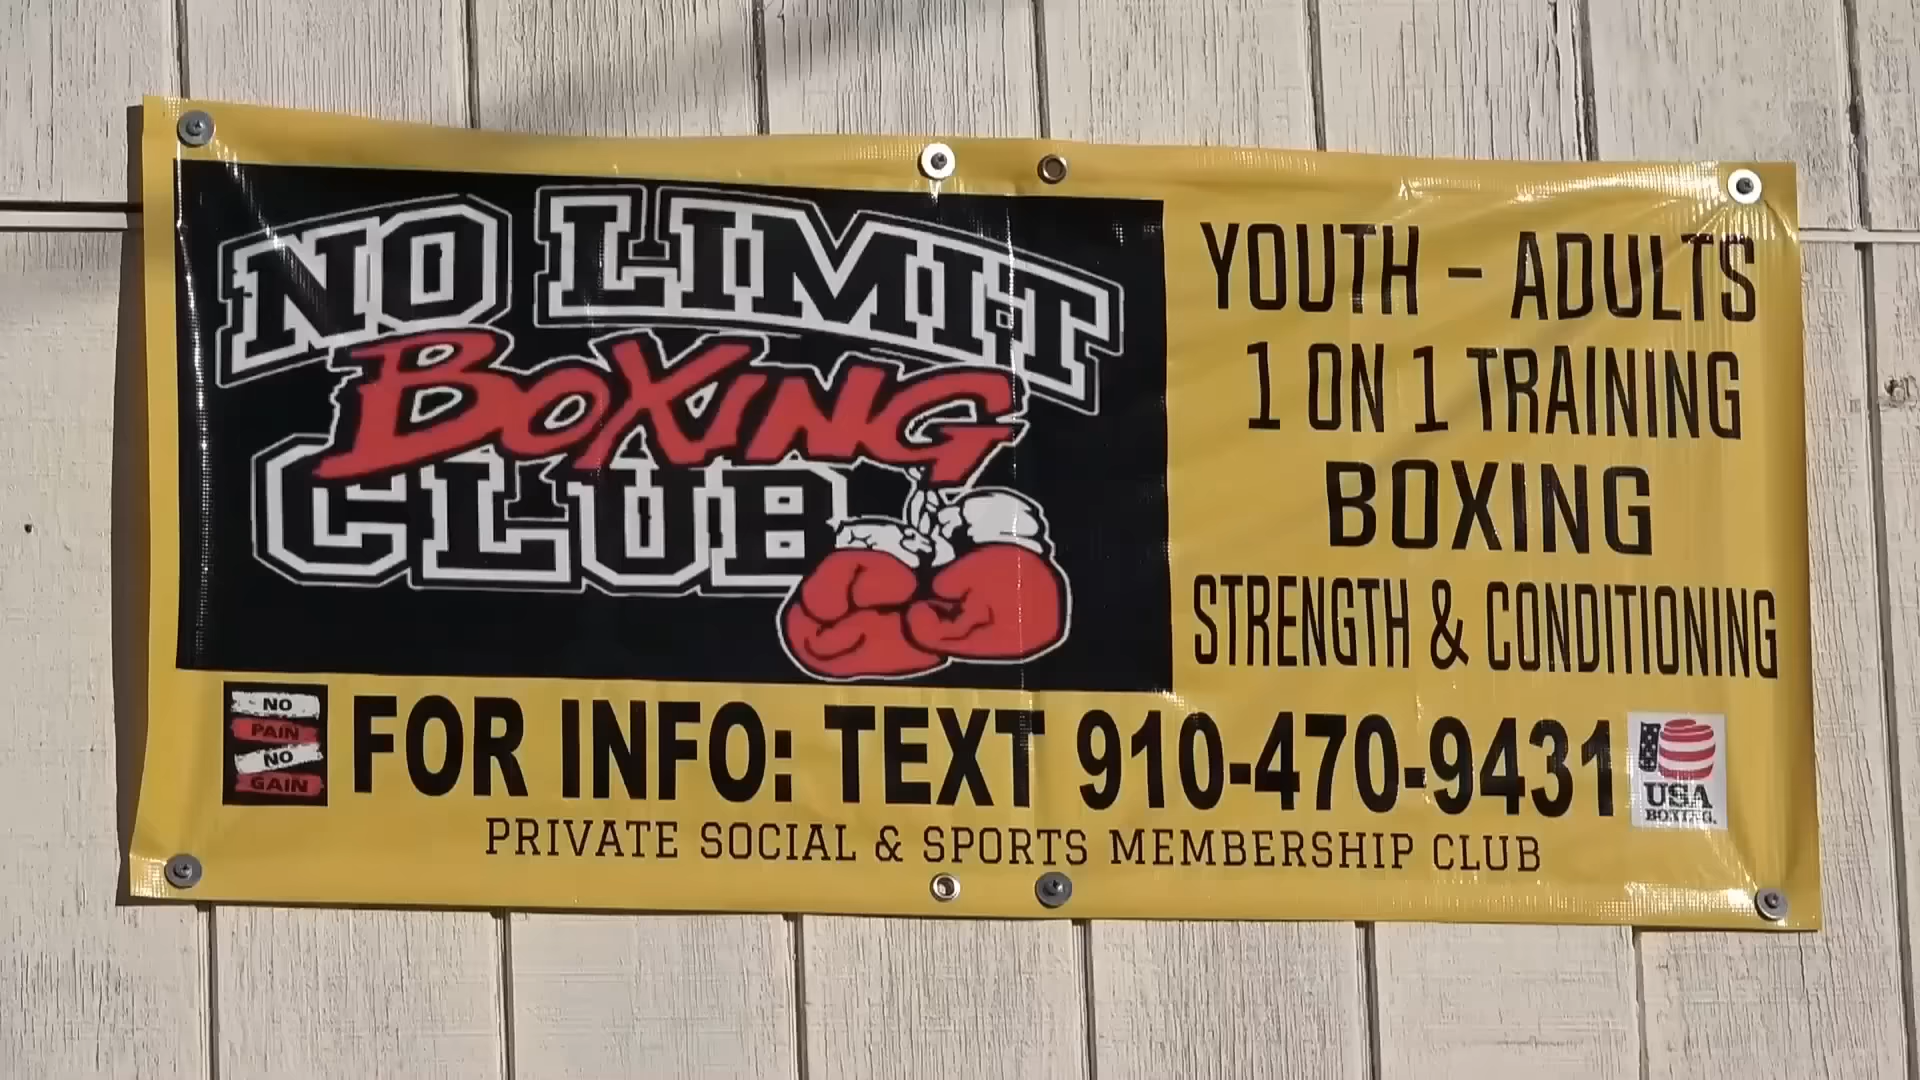 NO LIMIT
BOXING
CLUB
YOUTH - ADULTS
1 ON 1 TRAINING
BOXING
STRENGTH & CONDITIONING
NO
PAIN
NO
GAIN
FOR INFO: TEXT 910-470-9431
USA
BOXING.
PRIVATE SOCIAL & SPORTS MEMBERSHIP CLUB